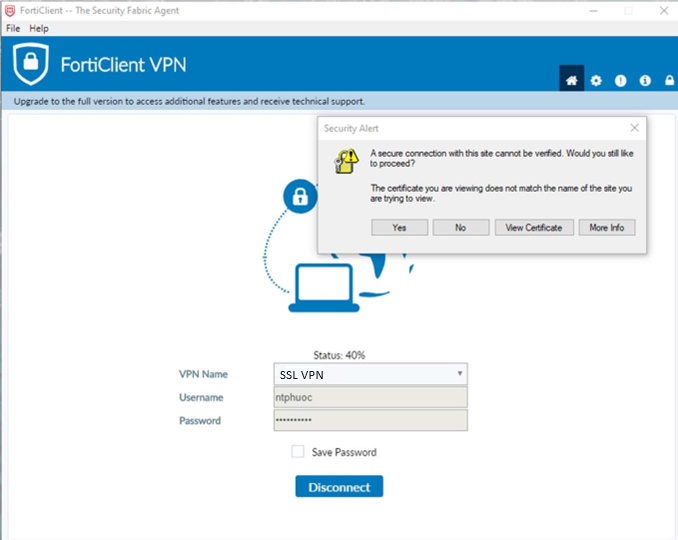 FortiClient -- The Security Fabric Agent
File Help
FortiClient VPN
Upgrade to the full version to access additional features and receive technical support.
Security Alert
A secure connection with this site cannot be verified. Would you still like
to proceed?
The certificate you are viewing does not match the name of the site you
are trying to view.
Yes No View Certificate More Info
Status: 40%
VPN Name SSL VPN
Username ntphuoc
Password ••••••••••
Save Password
Disconnect